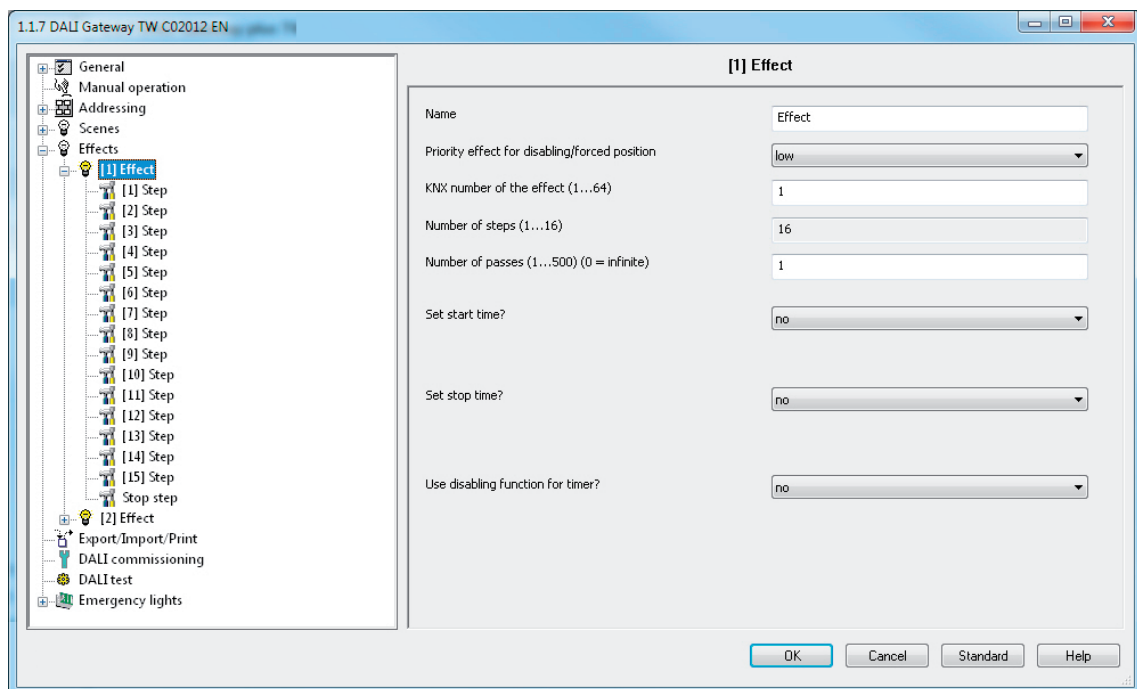 1.1.7 DALI Gateway TW C02012 EN
General
Manual operation
Addressing
Scenes
Effects
[1] Effect
[1] Step
[2] Step
[3] Step
[4] Step
[5] Step
[6] Step
[7] Step
[8] Step
[9] Step
[10] Step
[11] Step
[12] Step
[13] Step
[14] Step
[15] Step
Stop step
[2] Effect
Export/Import/Print
DALI commissioning
DALI test
Emergency lights
[1] Effect
Name
Effect
Priority effect for disabling/forced position
low
KNX number of the effect (1...64)
1
Number of steps (1...16)
16
Number of passes (1...500) (0 = infinite)
1
Set start time?
no
Set stop time?
no
Use disabling function for timer?
no
OK
Cancel
Standard
Help